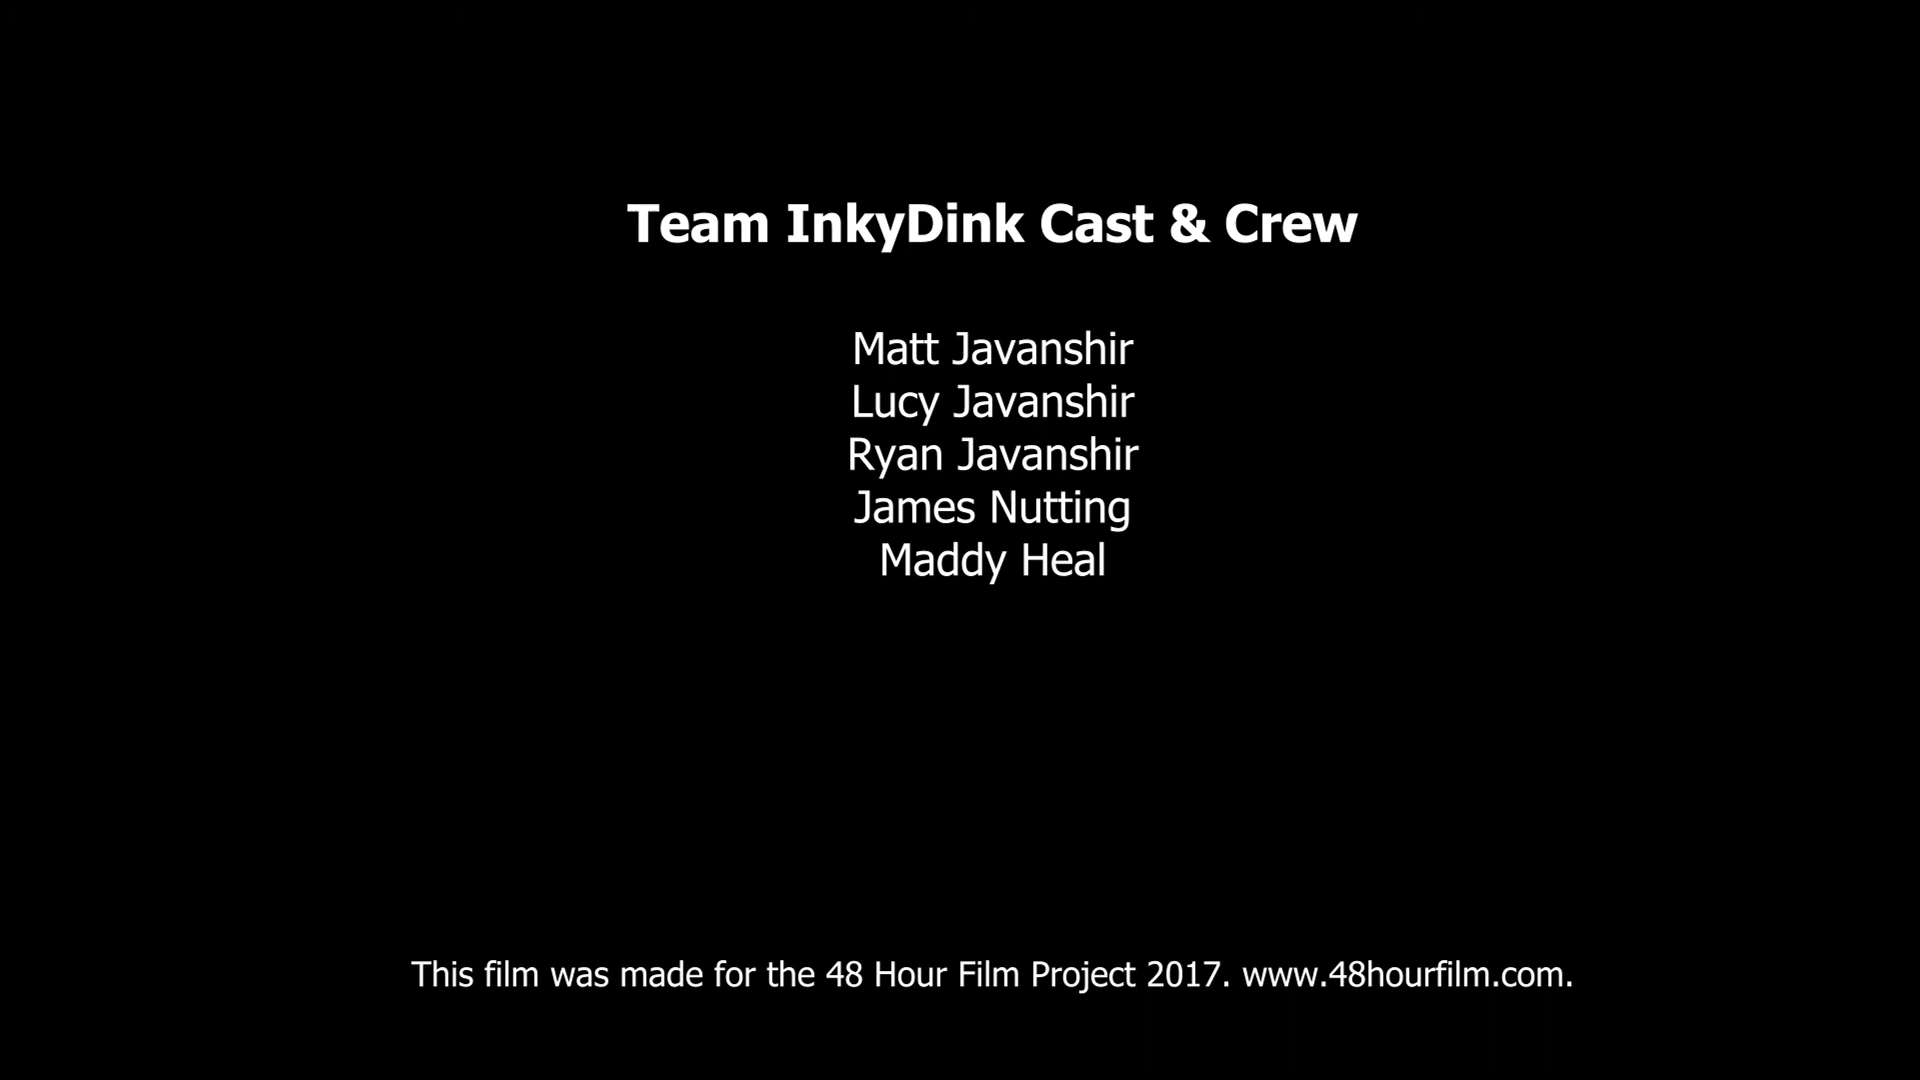 Team InkyDink Cast & Crew
Matt Javanshir
Lucy Javanshir
Ryan Javanshir
James Nutting
Maddy Heal
This film was made for the 48 Hour Film Project 2017. www.48hourfilm.com.